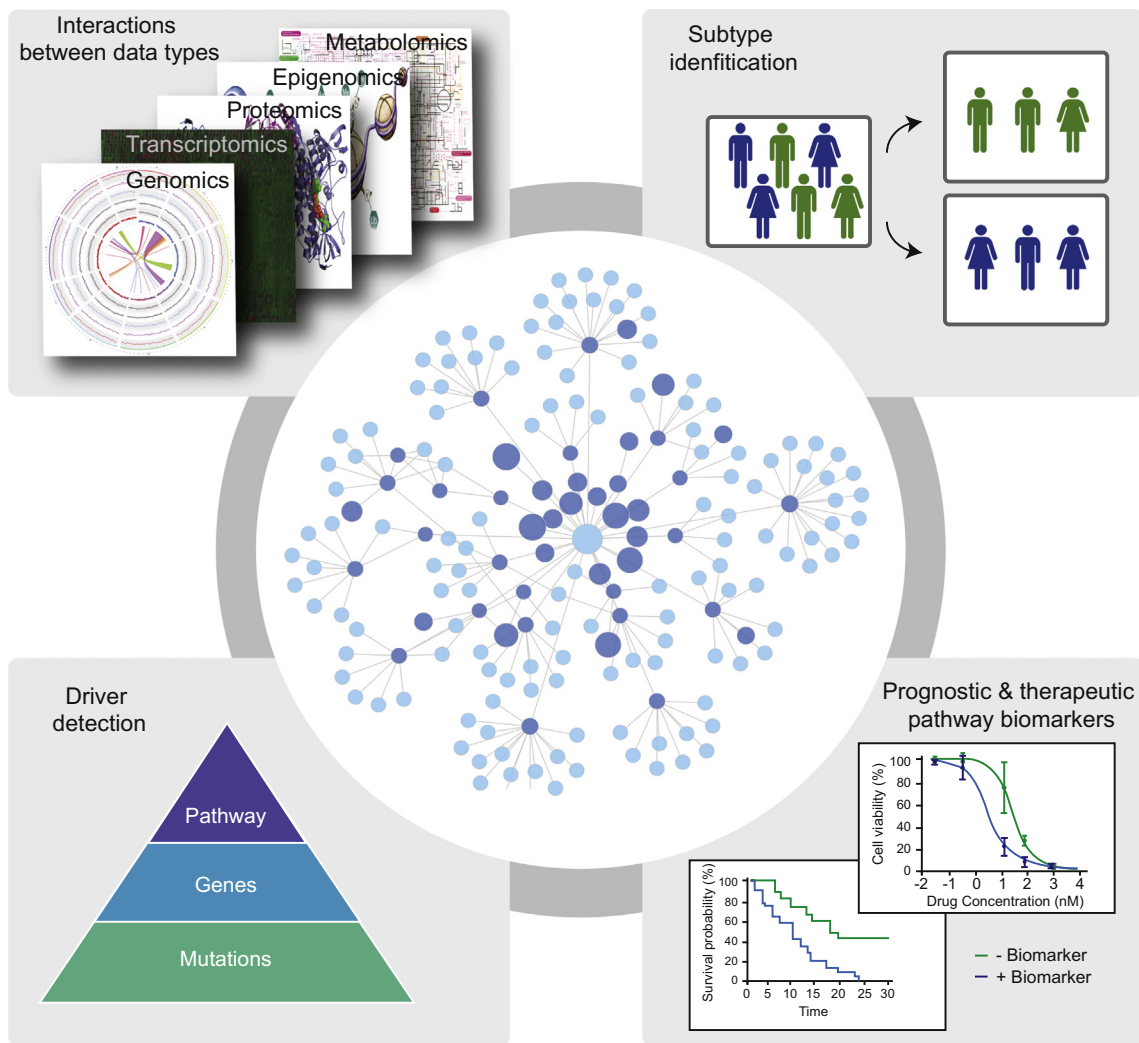 Interactions
between data types
Metabolomics
Epigenomics
Proteomics
Transcriptomics
Genomics
Subtype
idenfitication
Driver
detection
Pathway
Genes
Mutations
Prognostic & therapeutic
pathway biomarkers
Cell viability (%)
100
80
60
40
20
0
-2 -1 0 1 2 3 4
Drug Concentration (nM)
Survival probability (%)
100
80
60
40
20
0
0 5 10 15 20 25 30
Time
- Biomarker
+ Biomarker